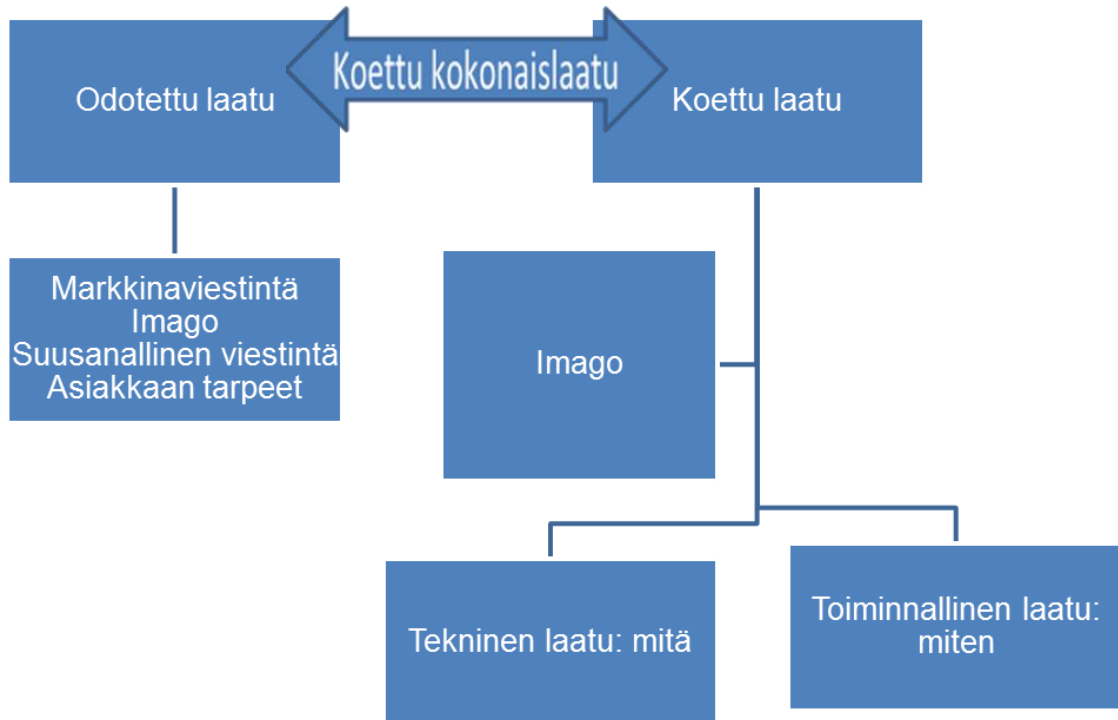 Koettu kokonaislaatu
Odotettu laatu
Koettu laatu
Markkinaviestintä
Imago
Suusanallinen viestintä
Asiakkaan tarpeet
Imago
Tekninen laatu: mitä
Toiminnallinen laatu:
miten